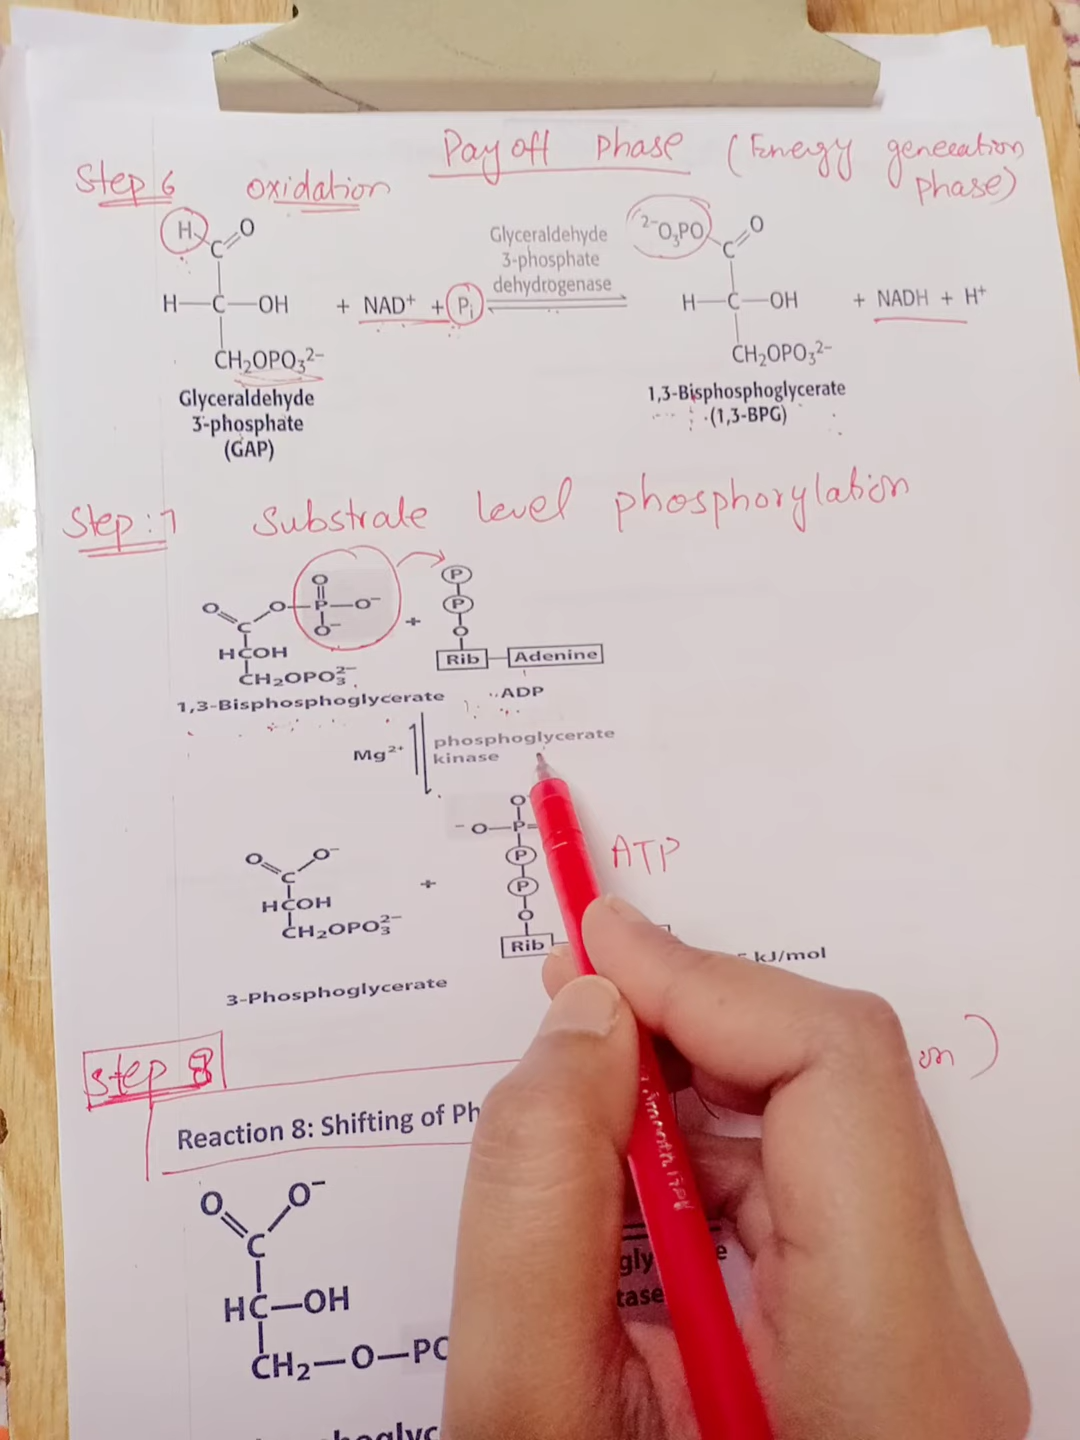 Pay off phase (Energy generation phase)
Step 6 oxidation
H C O
²⁻O₃PO C O
Glyceraldehyde
3-phosphate
dehydrogenase
H—C—OH + NAD⁺ + Pi
H—C—OH + NADH + H⁺
CH₂OPO₃²⁻
CH₂OPO₃²⁻
Glyceraldehyde
3-phosphate
(GAP)
1,3-Bisphosphoglycerate
(1,3-BPG)
Step:7 Substrate level phosphorylation
O P
O O—P—O⁻ + P
C O⁻ O
HCOH Rib Adenine
CH₂OPO₃²⁻
1,3-Bisphosphoglycerate ADP
Mg²⁺ phosphoglycerate
kinase
O
⁻O—P
O O⁻ P ATP
C + P
HCOH O
CH₂OPO₃²⁻ Rib
kJ/mol
3-Phosphoglycerate
Step 8
Reaction 8: Shifting of
O O⁻
C
HC—OH
CH₂—O—